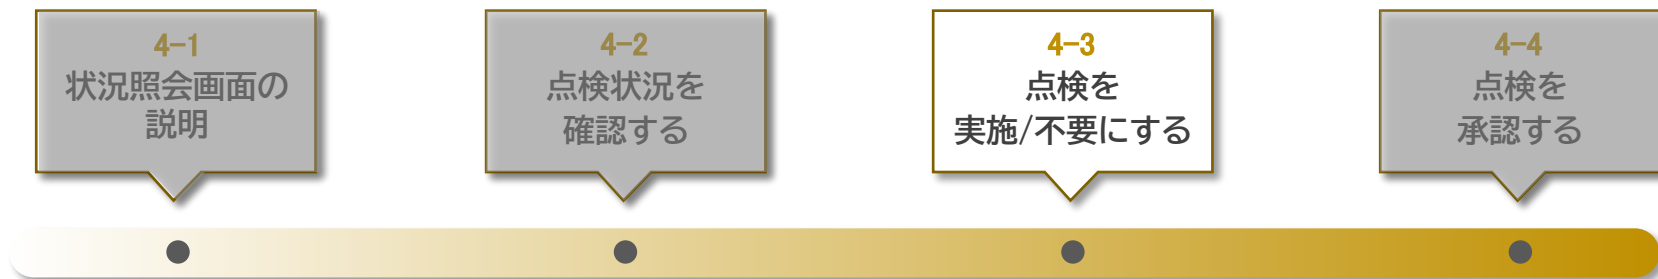 4-1
状況照会画面の
説明
4-2
点検状況を
確認する
4-3
点検を
実施/不要にする
4-4
点検を
承認する